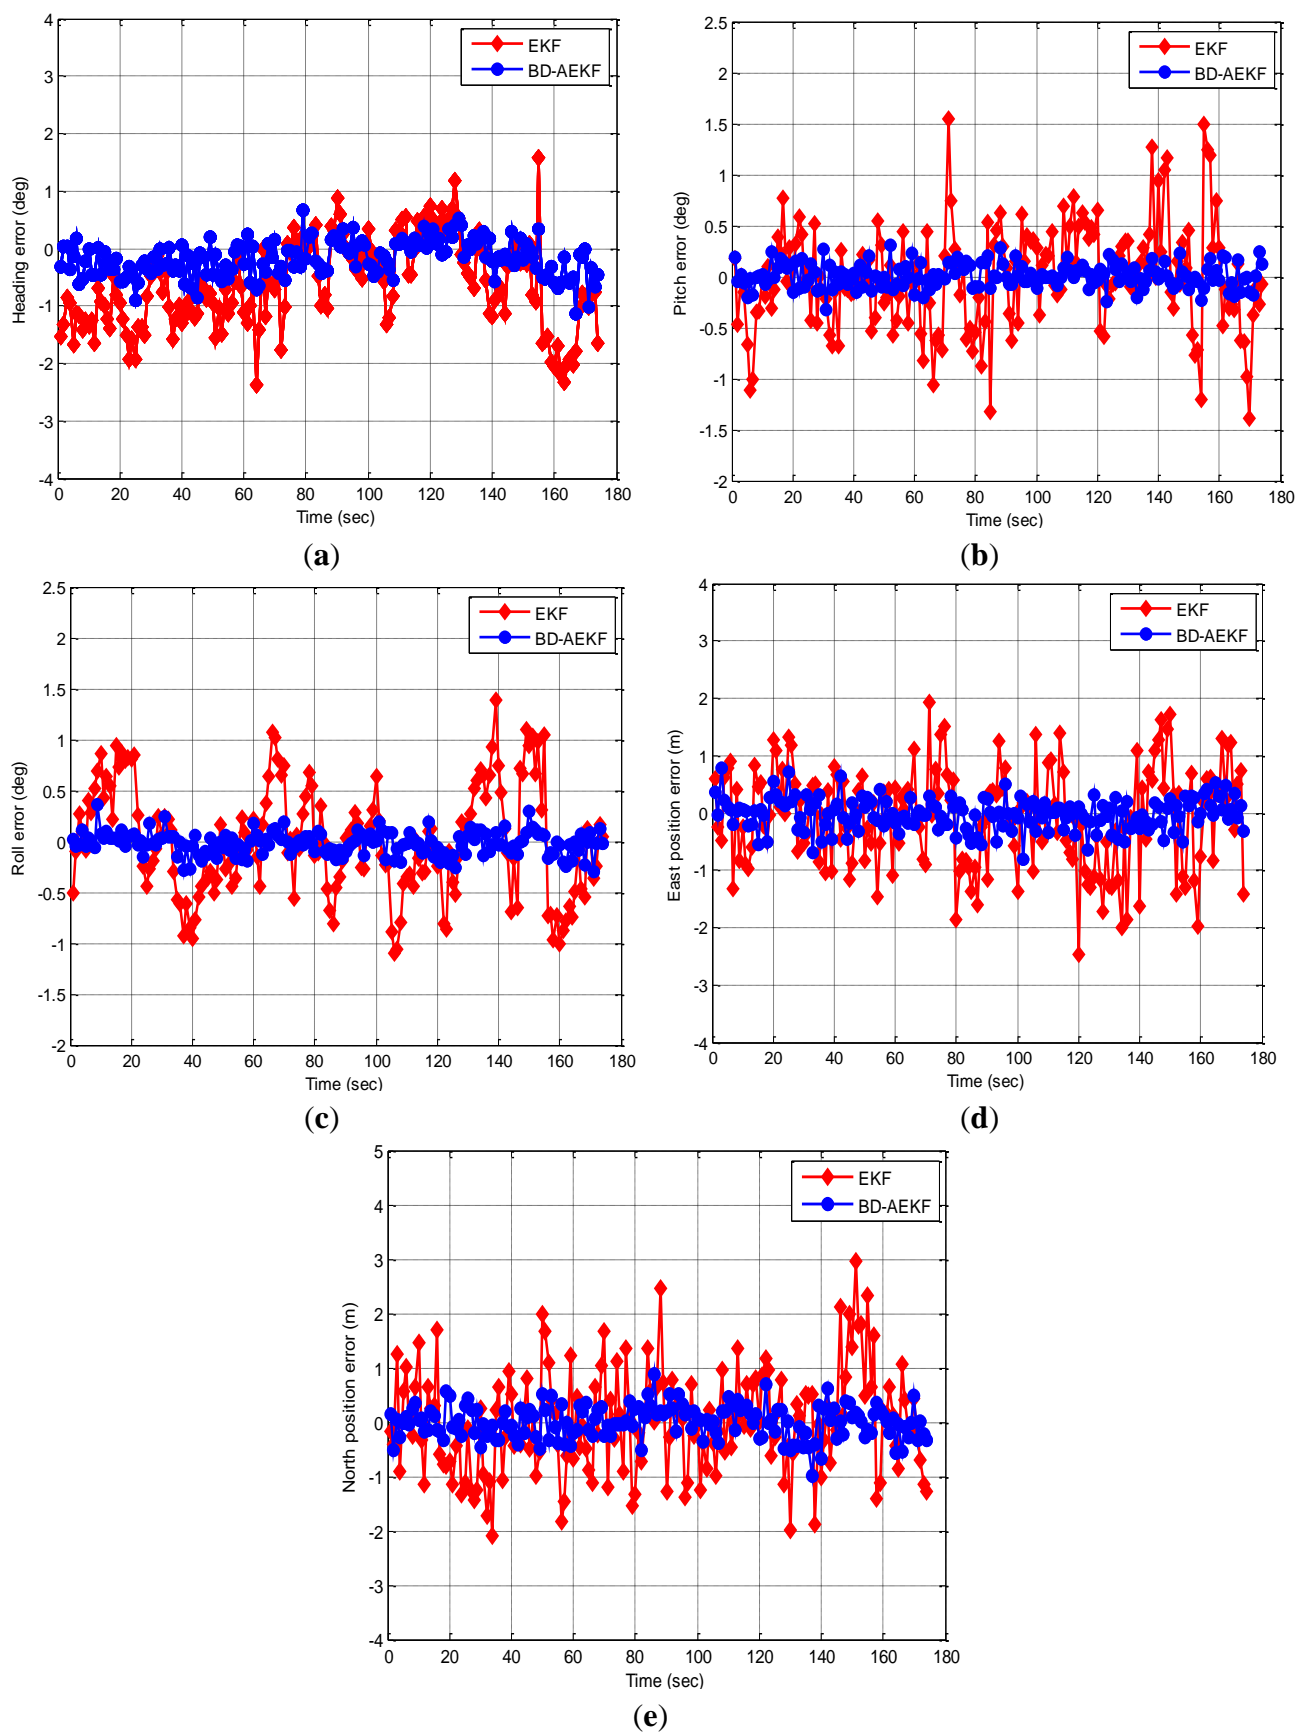 4
3
2
1
0
-1
-2
-3
-4
Heading error (deg)
EKF
BD-AEKF
0 20 40 60 80 100 120 140 160 180
Time (sec)
(a)
2.5
2
1.5
1
0.5
0
-0.5
-1
-1.5
-2
Pitch error (deg)
EKF
BD-AEKF
0 20 40 60 80 100 120 140 160 180
Time (sec)
(b)
2.5
2
1.5
1
0.5
0
-0.5
-1
-1.5
-2
Roll error (deg)
EKF
BD-AEKF
0 20 40 60 80 100 120 140 160 180
Time (sec)
(c)
4
3
2
1
0
-1
-2
-3
-4
East position error (m)
EKF
BD-AEKF
0 20 40 60 80 100 120 140 160 180
Time (sec)
(d)
5
4
3
2
1
0
-1
-2
-3
-4
North position error (m)
EKF
BD-AEKF
0 20 40 60 80 100 120 140 160 180
Time (sec)
(e)